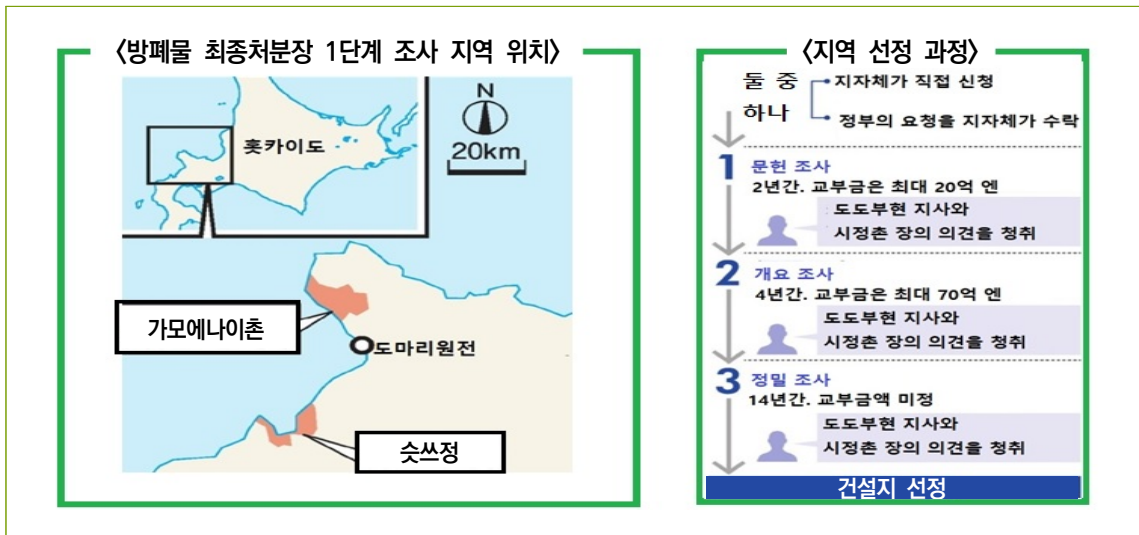 〈방폐물 최종처분장 1단계 조사 지역 위치〉
홋카이도
N
20km
가모에나이촌
도마리원전
슷쓰정
〈지역 선정 과정〉
둘 중
하나
지자체가 직접 신청
정부의 요청을 지자체가 수락
1 문헌 조사
2년간. 교부금은 최대 20억 엔
도도부현 지사와
시정촌 장의 의견을 청취
2 개요 조사
4년간. 교부금은 최대 70억 엔
도도부현 지사와
시정촌 장의 의견을 청취
3 정밀 조사
14년간. 교부금액 미정
도도부현 지사와
시정촌 장의 의견을 청취
건설지 선정